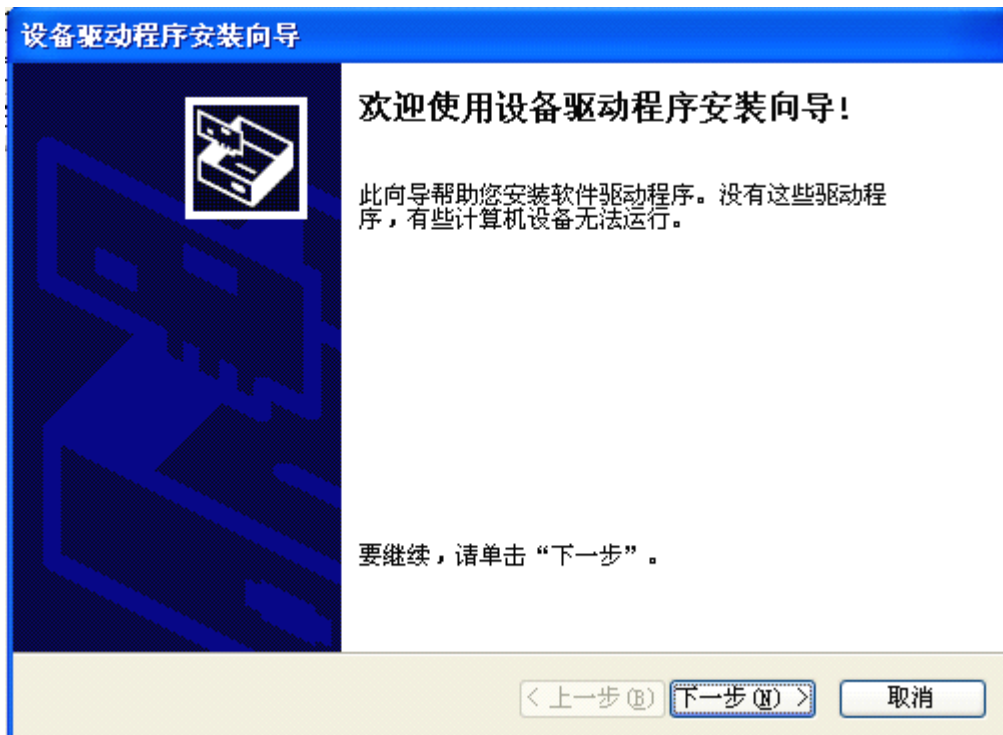 设备驱动程序安装向导
欢迎使用设备驱动程序安装向导!
此向导帮助您安装软件驱动程序。没有这些驱动程
序，有些计算机设备无法运行。
要继续，请单击“下一步”。
< 上一步(B) 下一步(N) > 取消